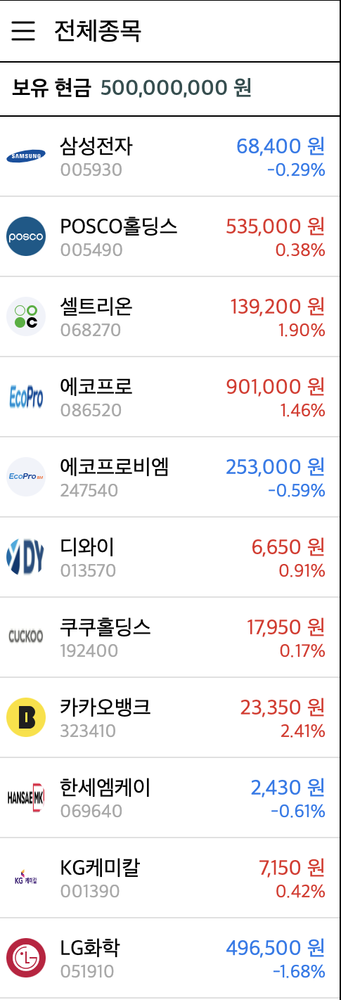 전체종목
보유 현금 500,000,000 원
SAMSUNG
삼성전자
68,400 원
005930
-0.29%
posco
POSCO홀딩스
535,000 원
005490
0.38%
셀트리온
139,200 원
068270
1.90%
EcoPro
에코프로
901,000 원
086520
1.46%
EcoPro BM
에코프로비엠
253,000 원
247540
-0.59%
DY
디와이
6,650 원
013570
0.91%
CUCKOO
쿠쿠홀딩스
17,950 원
192400
0.17%
B
카카오뱅크
23,350 원
323410
2.41%
HANSAE MK
한세엠케이
2,430 원
069640
-0.61%
KG 케미칼
KG케미칼
7,150 원
001390
0.42%
LG
LG화학
496,500 원
051910
-1.68%